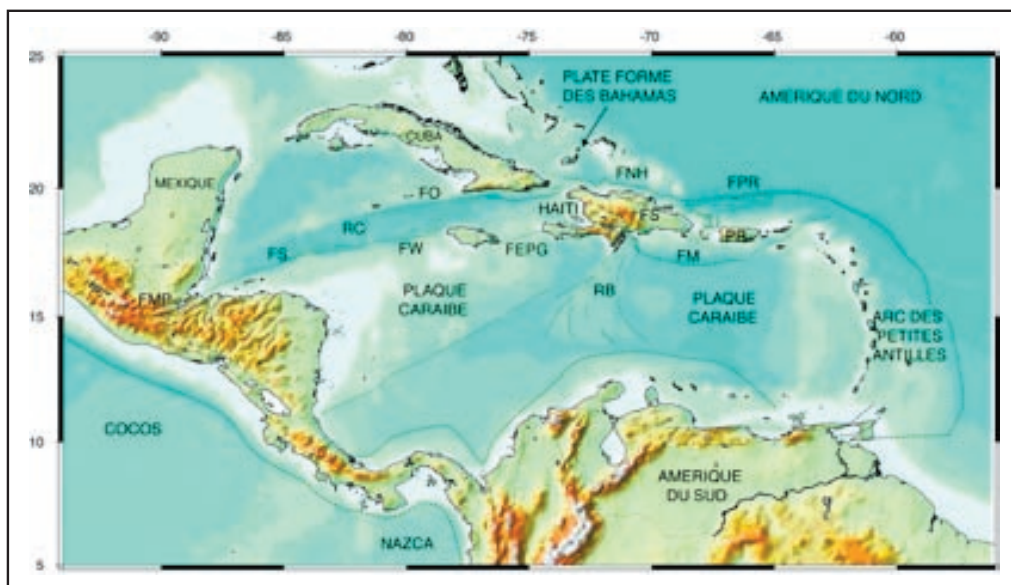 -90 -85 -80 -75 -70 -65 -60
25
PLATE FORME
DES BAHAMAS
AMERIQUE DU NORD
CUBA
20
MEXIQUE
FNH
FPR
FO
HAITI
FS
RC
PR
FS
FW
FEPG
FM
FMP
PLAQUE
CARAIBE
RB
PLAQUE
CARAIBE
15
ARC DES
PETITES
ANTILLES
COCOS
10
AMÉRIQUE
DU SUD
NAZCA
5